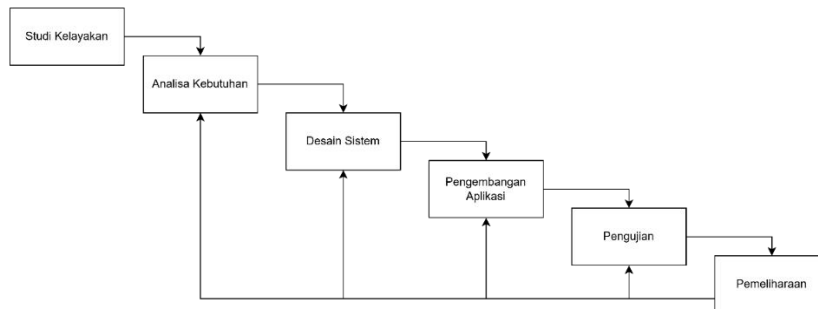 Studi Kelayakan
Analisa Kebutuhan
Desain Sistem
Pengembangan
Aplikasi
Pengujian
Pemeliharaan